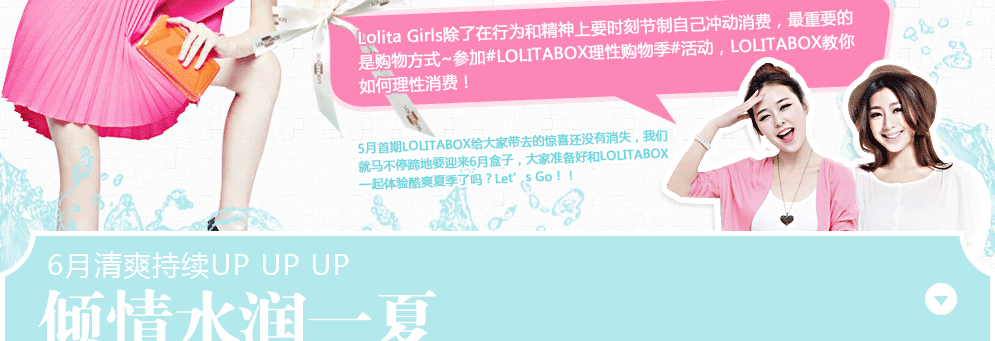 Lolita Girls除了在行为和精神上要时刻节制自己冲动消费，最重要的
是购物方式~参加#LOLITABOX理性购物季#活动，LOLITABOX教你
如何理性消费！
5月首期LOLITABOX给大家带去的惊喜还没有消失，我们
就马不停蹄地要迎来6月盒子，大家准备好和LOLITABOX
一起体验酷爽夏季了吗？Let's Go！！
6月清爽持续UP UP UP
倾情水润一夏